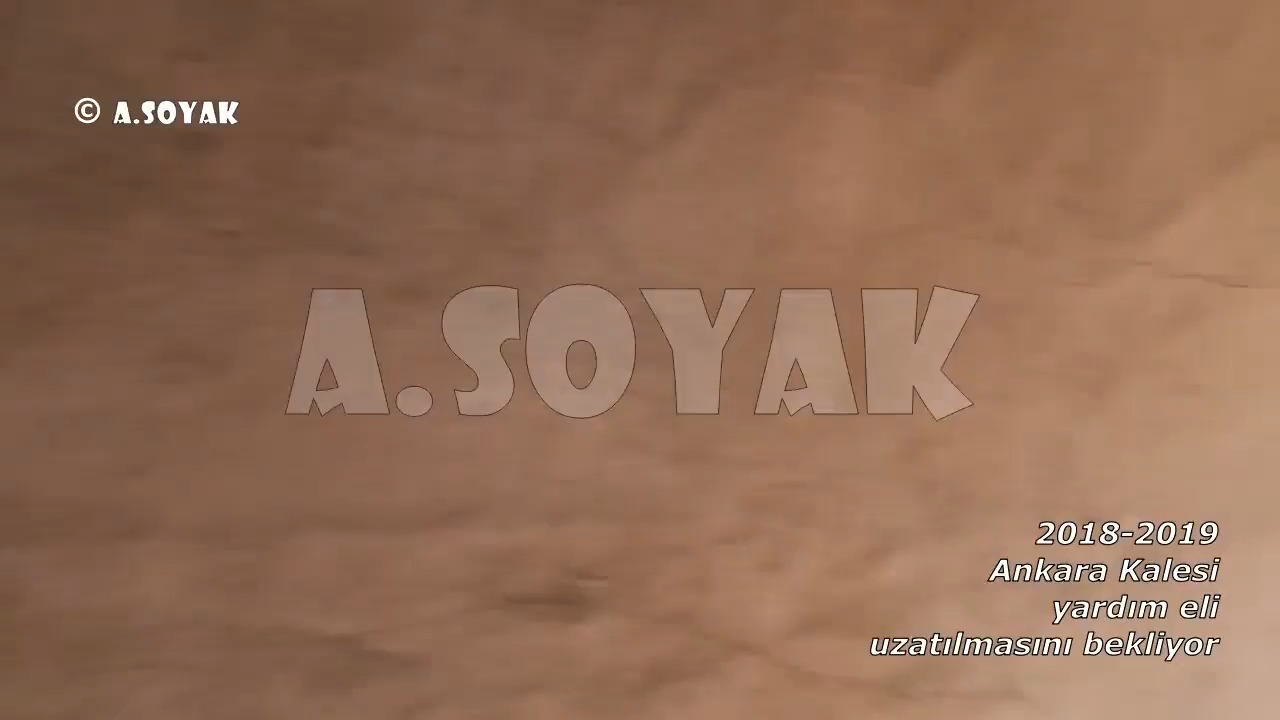 © A.SOYAK
A.SOYAK
2018-2019
Ankara Kalesi
yardım eli
uzatılmasını bekliyor